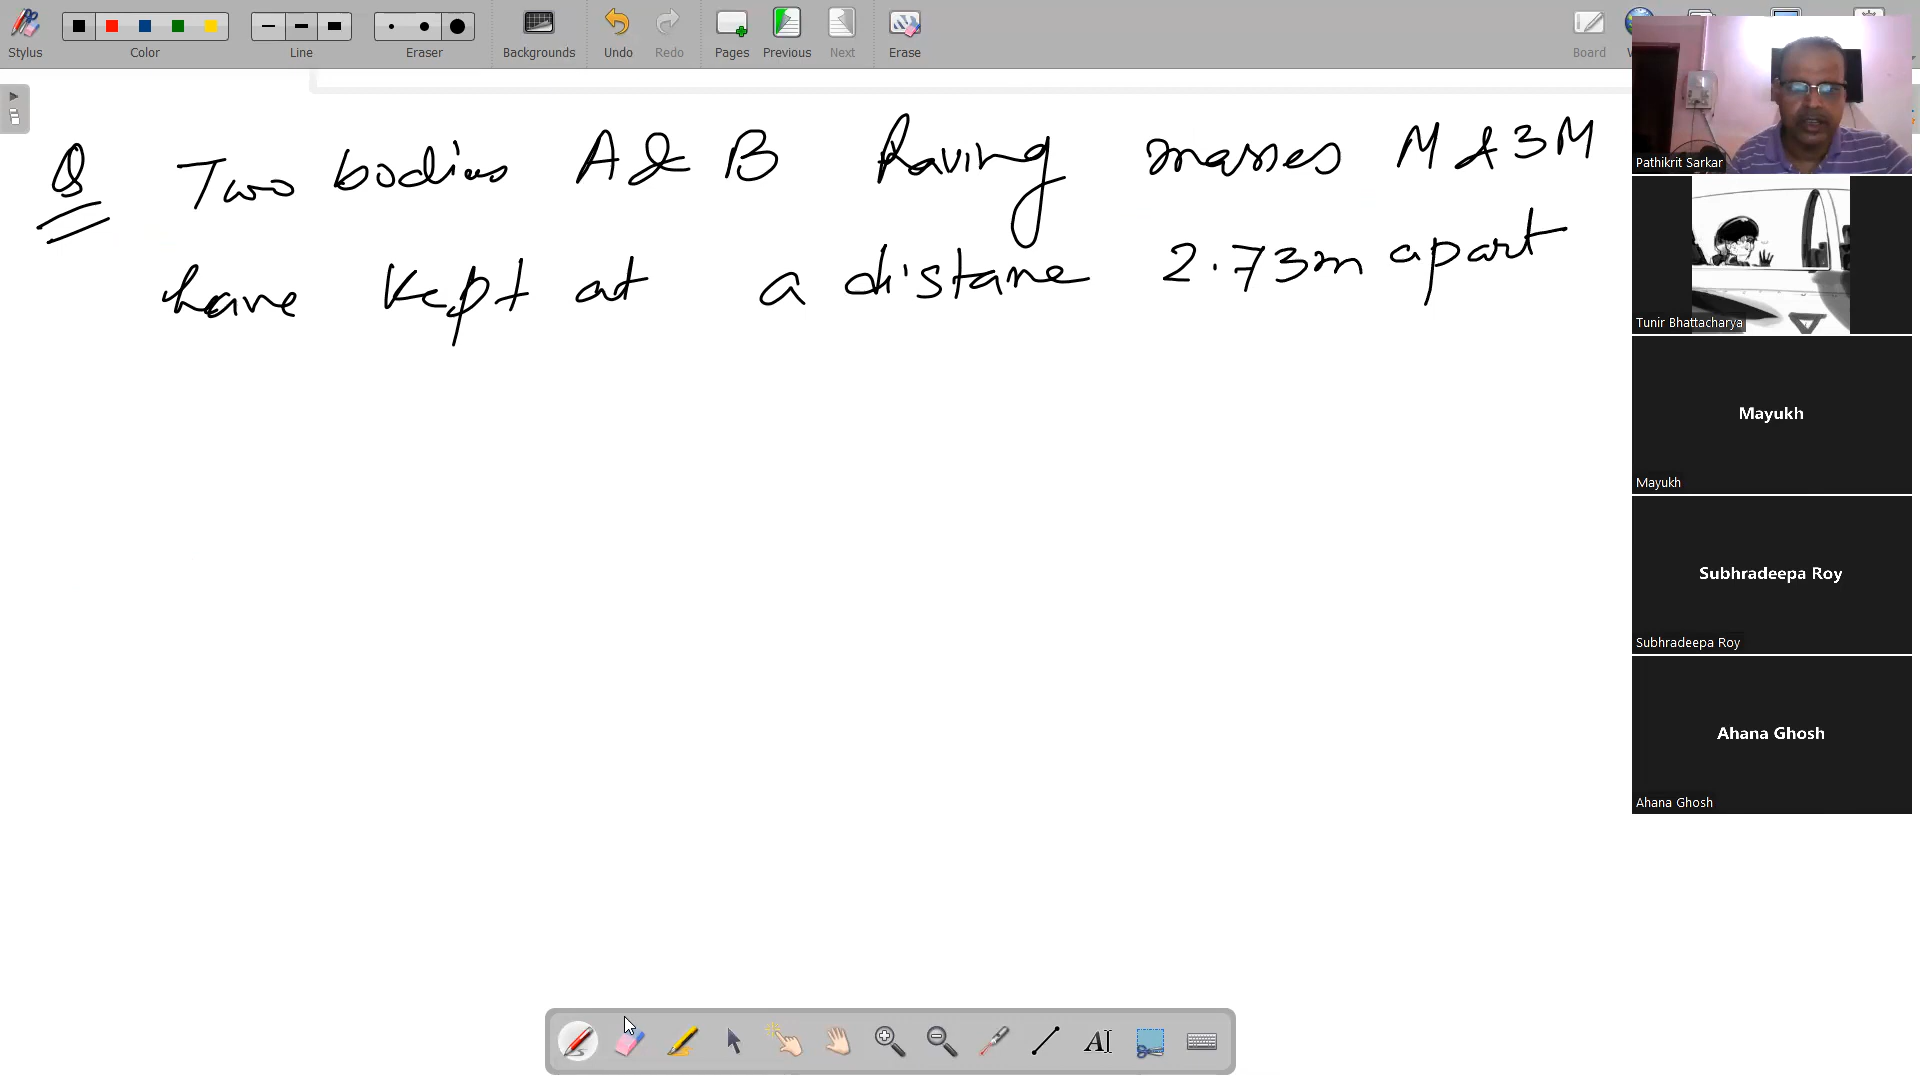 Stylus
Color
Line
Eraser
Backgrounds
Undo
Redo
Pages
Previous
Next
Erase
Board
Q Two bodies A & B having masses M & 3M
have kept at a distane 2.73m apart
Pathikrit Sarkar
Tunir Bhattacharya
Mayukh
Mayukh
Subhradeepa Roy
Subhradeepa Roy
Ahana Ghosh
Ahana Ghosh
AI